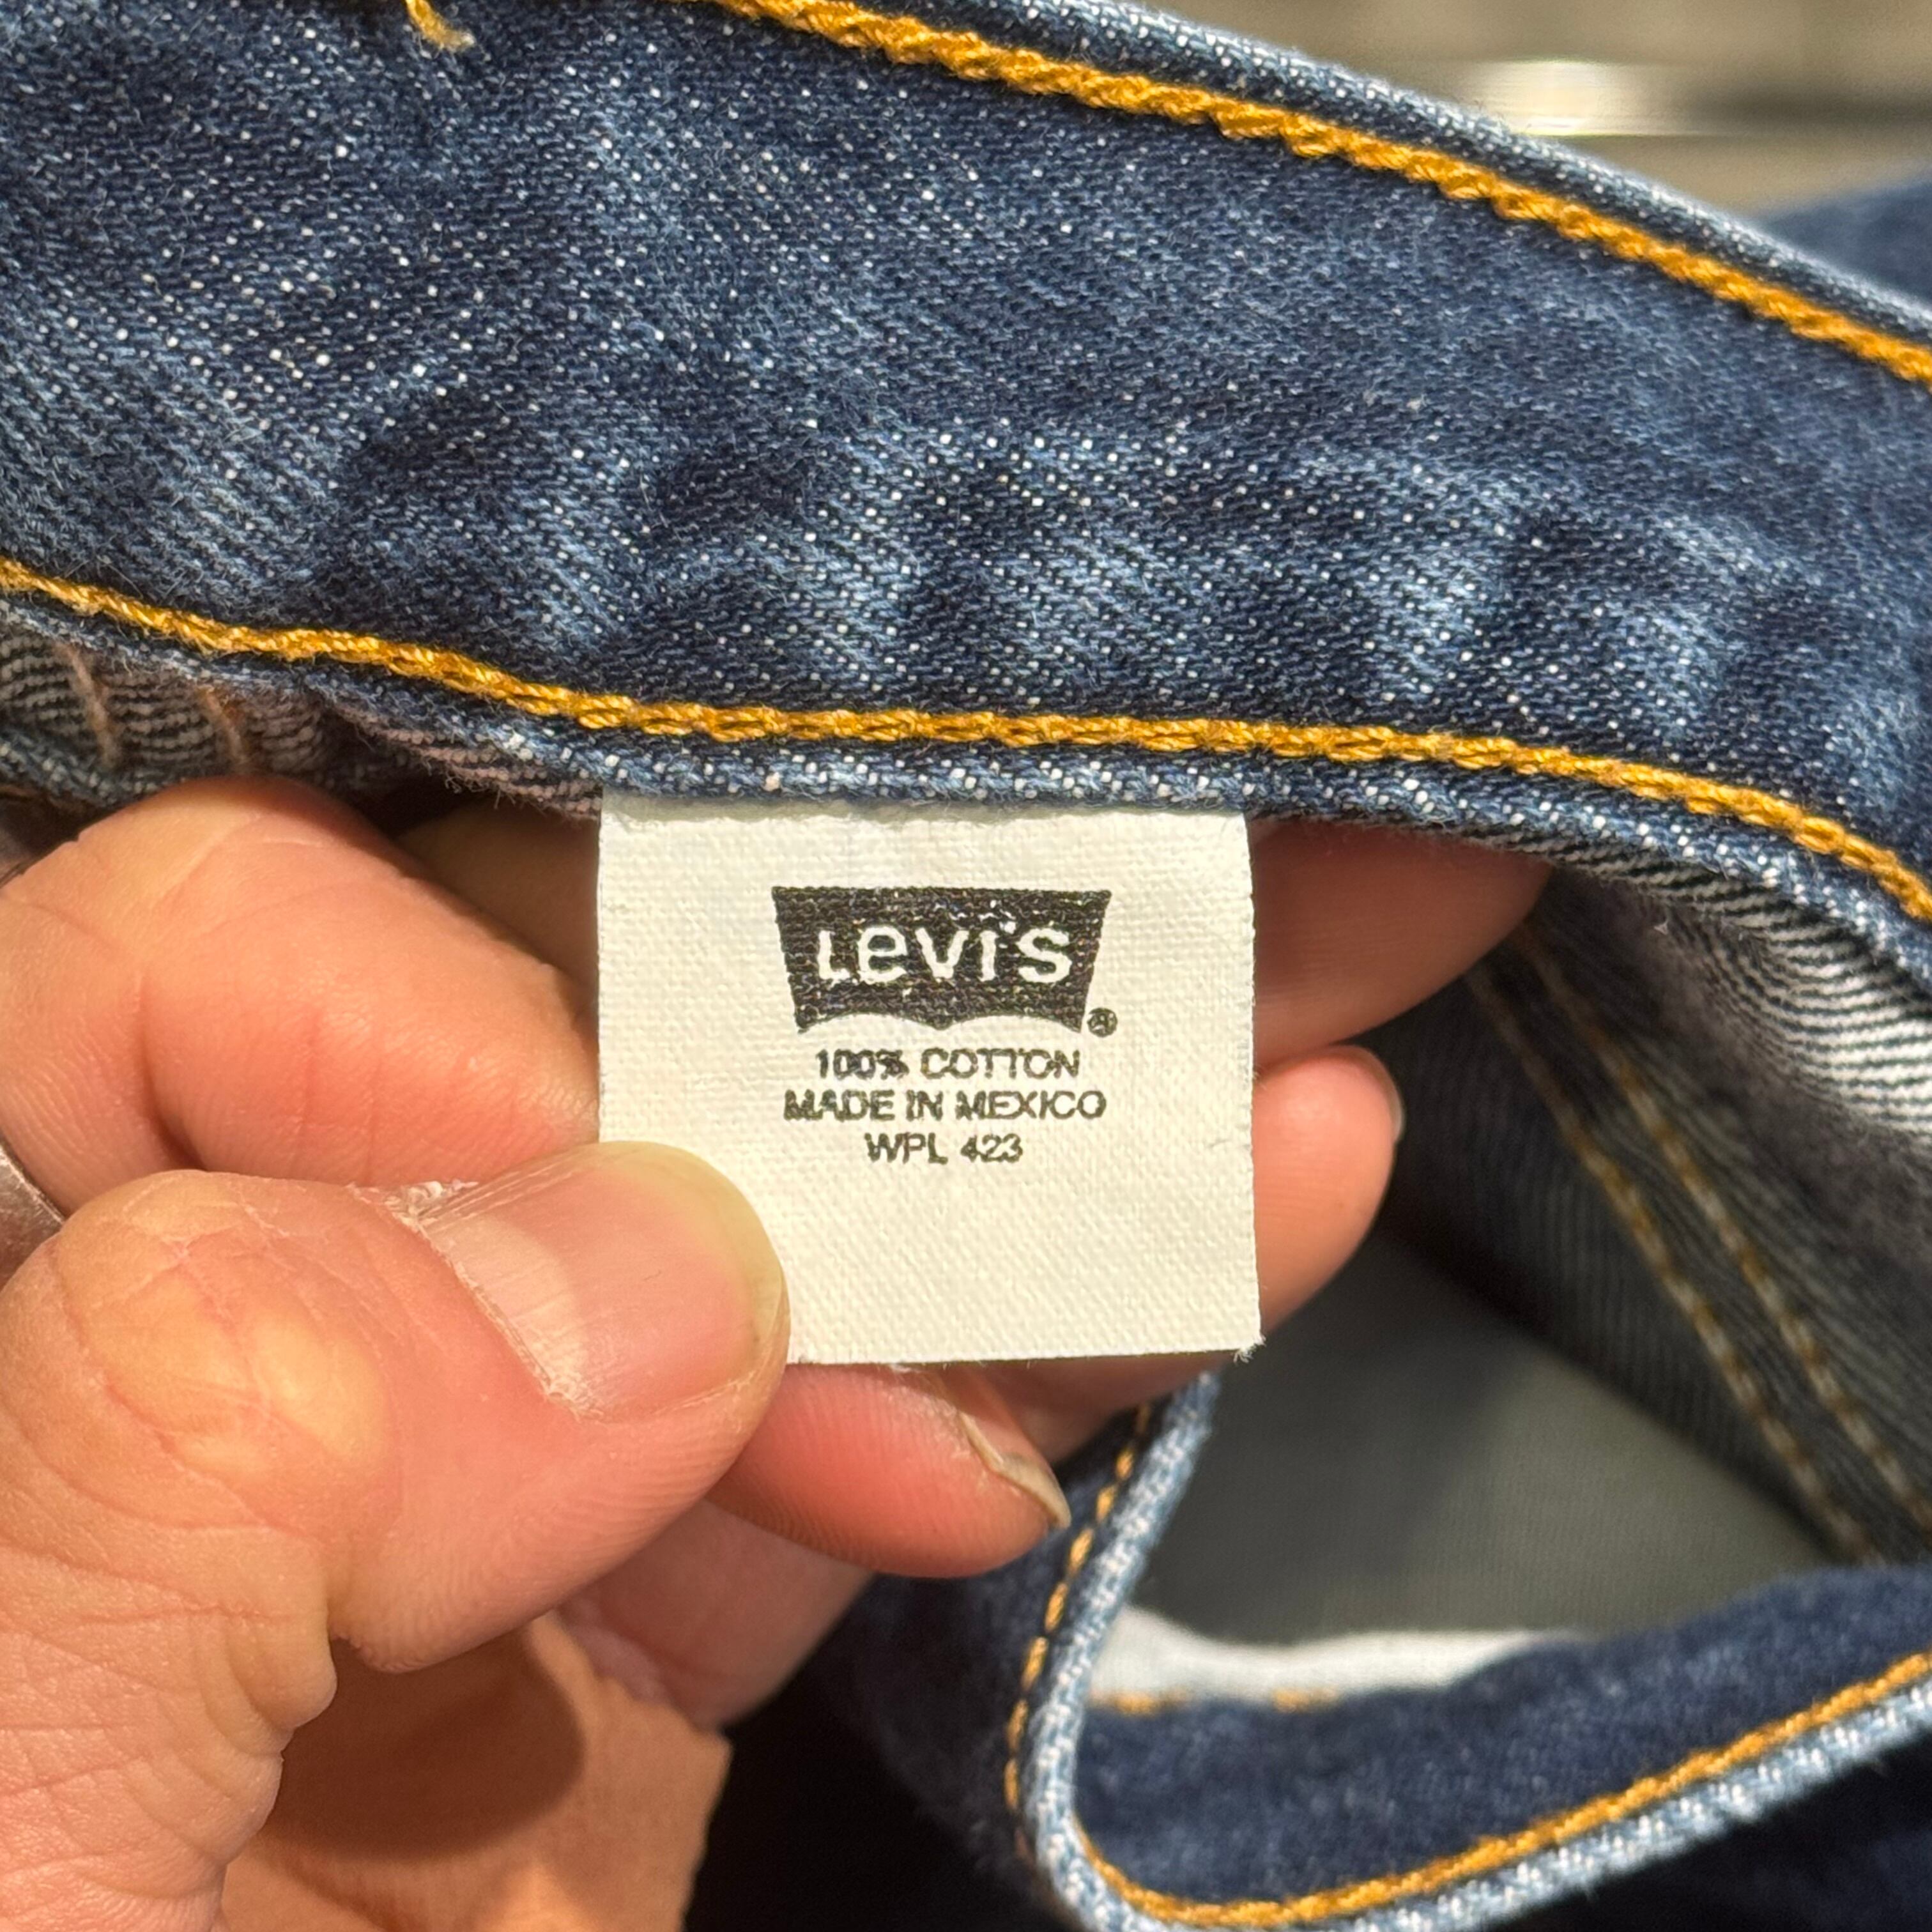 Levi's®
100% COTTON
MADE IN MEXICO
WPL 423